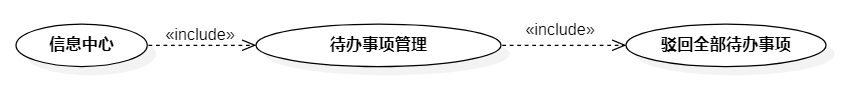 信息中心
«include»
待办事项管理
«include»
驳回全部待办事项